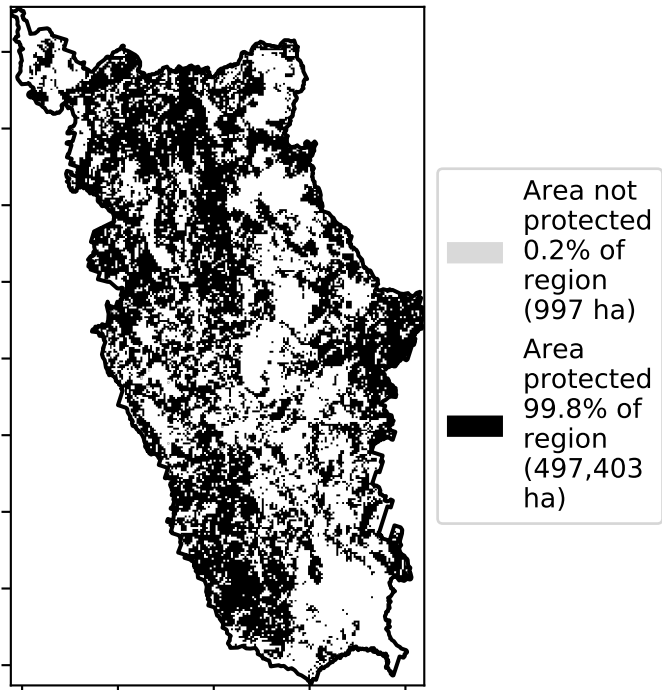 Area not
protected
0.2% of
region
(997 ha)
Area
protected
99.8% of
region
(497,403
ha)